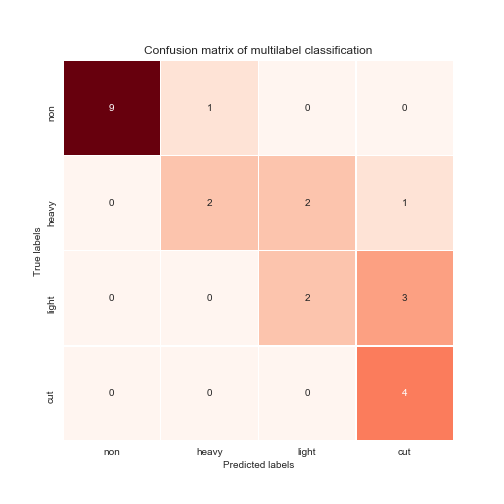 Confusion matrix of multilabel classification
non 9 1 0 0
heavy 0 2 2 1
light 0 0 2 3
cut 0 0 0 4
True labels
non heavy light cut
Predicted labels